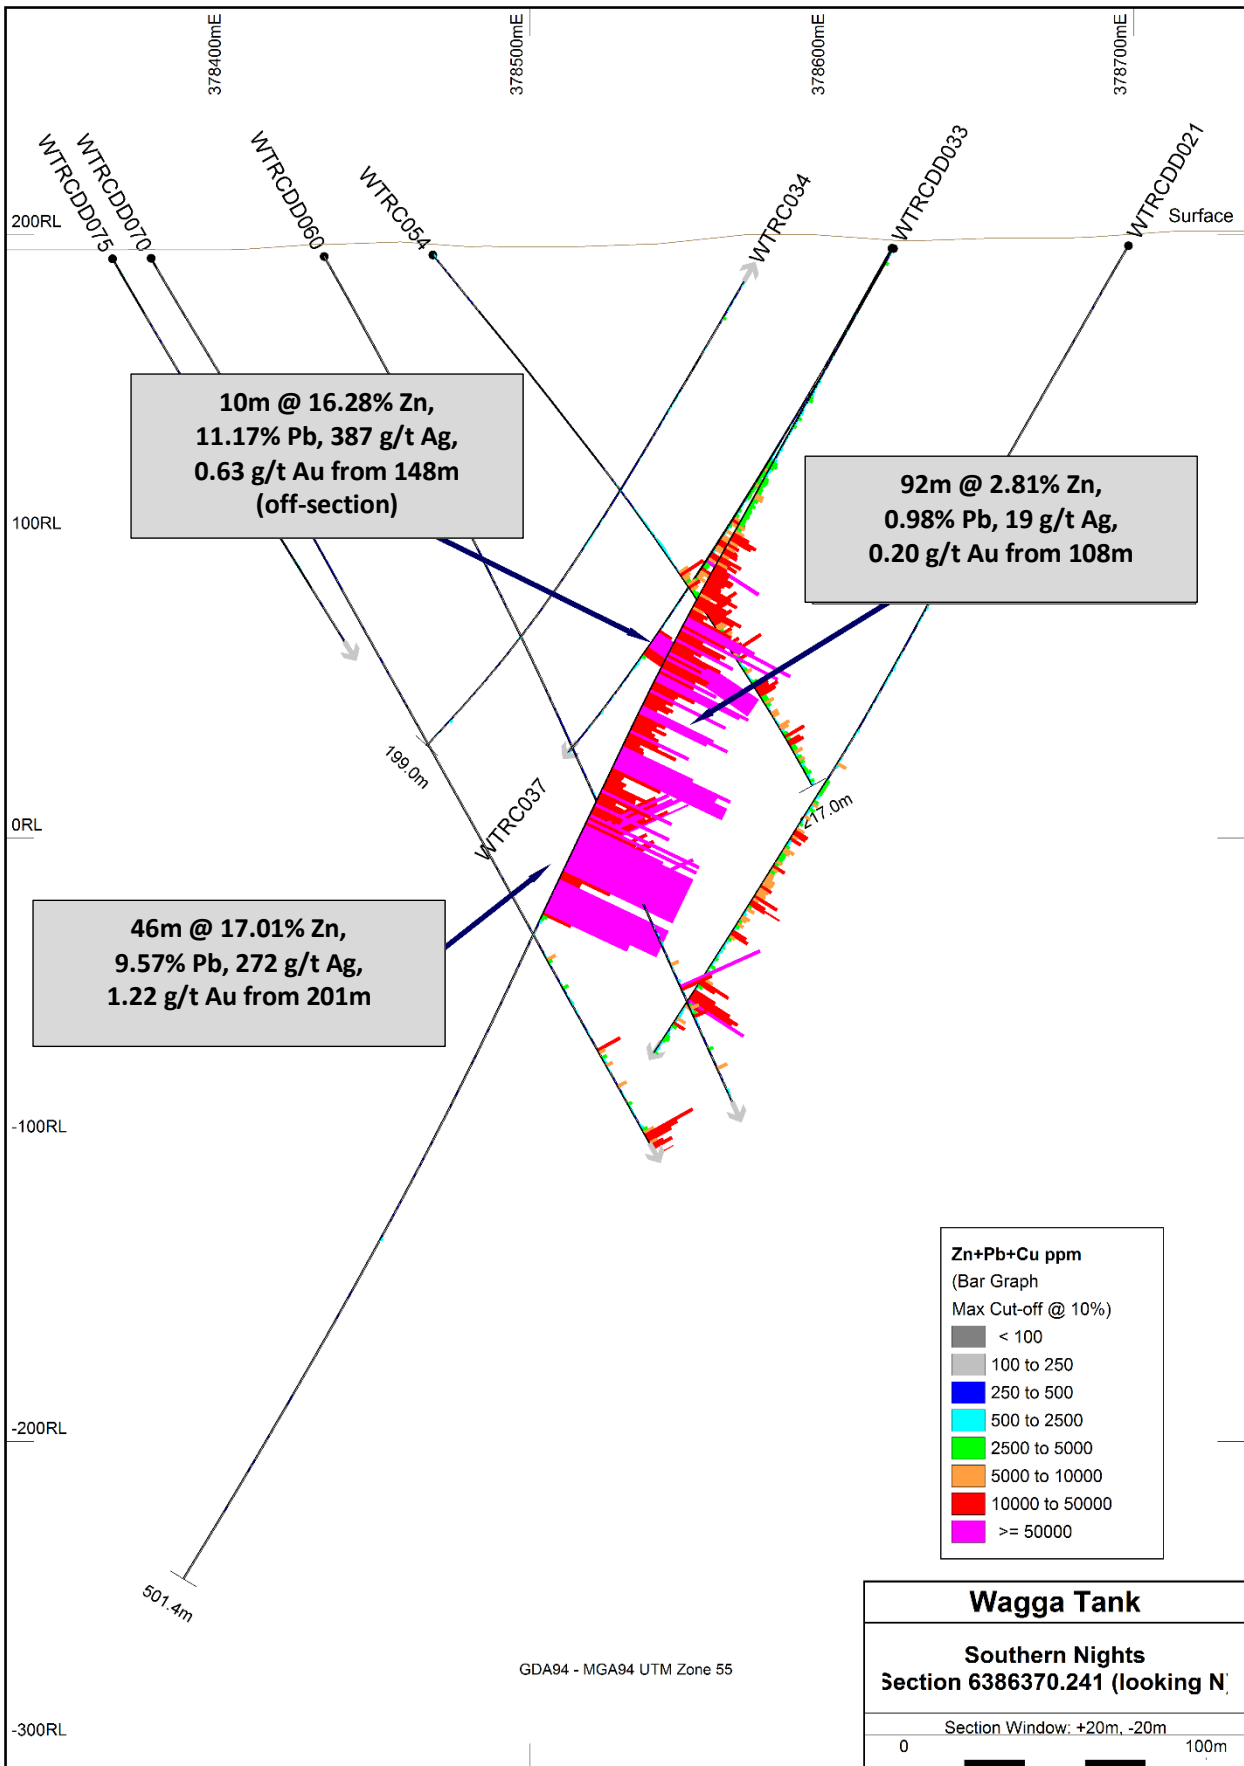 378400mE
378500mE
378600mE
378700mE
WTRCDD075
WTRCDD070
WTRCDD060
WTRC054
WTRC034
WTRCDD033
WTRCDD021
200RL
Surface
10m @ 16.28% Zn,
11.17% Pb, 387 g/t Ag,
0.63 g/t Au from 148m
(off-section)
92m @ 2.81% Zn,
0.98% Pb, 19 g/t Ag,
0.20 g/t Au from 108m
100RL
199.0m
WTRC037
217.0m
0RL
46m @ 17.01% Zn,
9.57% Pb, 272 g/t Ag,
1.22 g/t Au from 201m
-100RL
Zn+Pb+Cu ppm
(Bar Graph
Max Cut-off @ 10%)
< 100
100 to 250
250 to 500
500 to 2500
2500 to 5000
5000 to 10000
10000 to 50000
>= 50000
-200RL
501.4m
GDA94 - MGA94 UTM Zone 55
Wagga Tank
Southern Nights
Section 6386370.241 (looking N)
Section Window: +20m, -20m
-300RL
0 100m